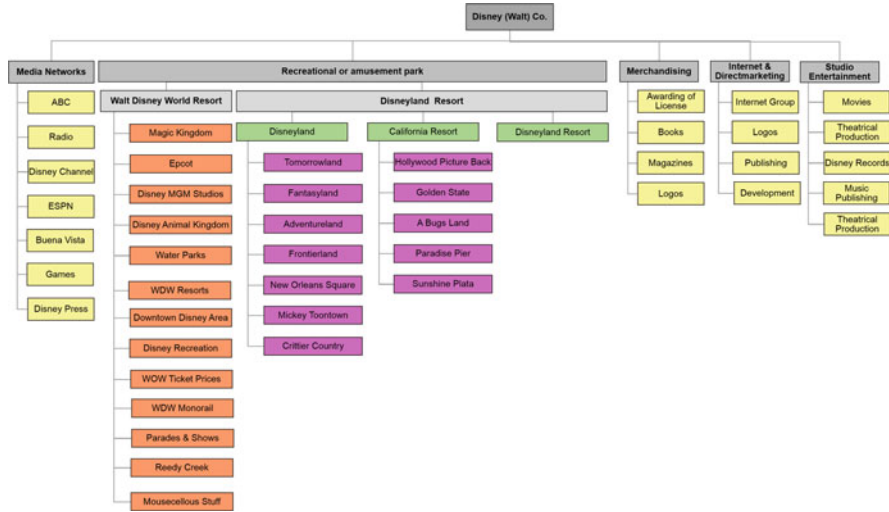 Disney (Walt) Co.
Media Networks
Recreational or amusement park
Merchandising
Internet &
Directmarketing
Studio
Entertainment
ABC
Radio
Disney Channel
ESPN
Buena Vista
Games
Disney Press
Walt Disney World Resort
Magic Kingdom
Epcot
Disney MGM Studios
Disney Animal Kingdom
Water Parks
WDW Resorts
Downtown Disney Area
Disney Recreation
WOW Ticket Prices
WDW Monorail
Parades & Shows
Reedy Creek
Mousecellous Stuff
Disneyland Resort
Disneyland
Tomorrowland
Fantasyland
Adventureland
Frontierland
New Orleans Square
Mickey Toontown
Crittier Country
California Resort
Hollywood Picture Back
Golden State
A Bugs Land
Paradise Pier
Sunshine Plata
Disneyland Resort
Awarding of
License
Books
Magazines
Logos
Internet Group
Logos
Publishing
Development
Movies
Theatrical
Production
Disney Records
Music
Publishing
Theatrical
Production